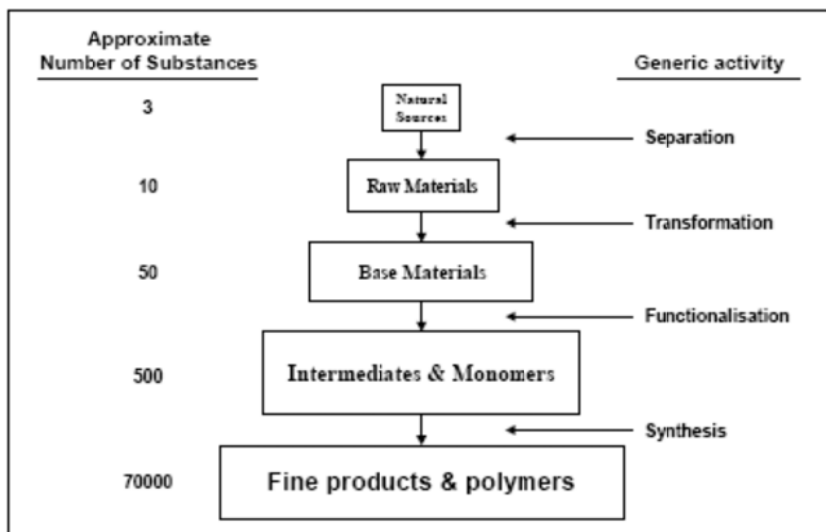 Approximate
Number of Substances
Generic activity
3
Natural
Sources
Separation
10
Raw Materials
Transformation
50
Base Materials
Functionalisation
500
Intermediates & Monomers
Synthesis
70000
Fine products & polymers